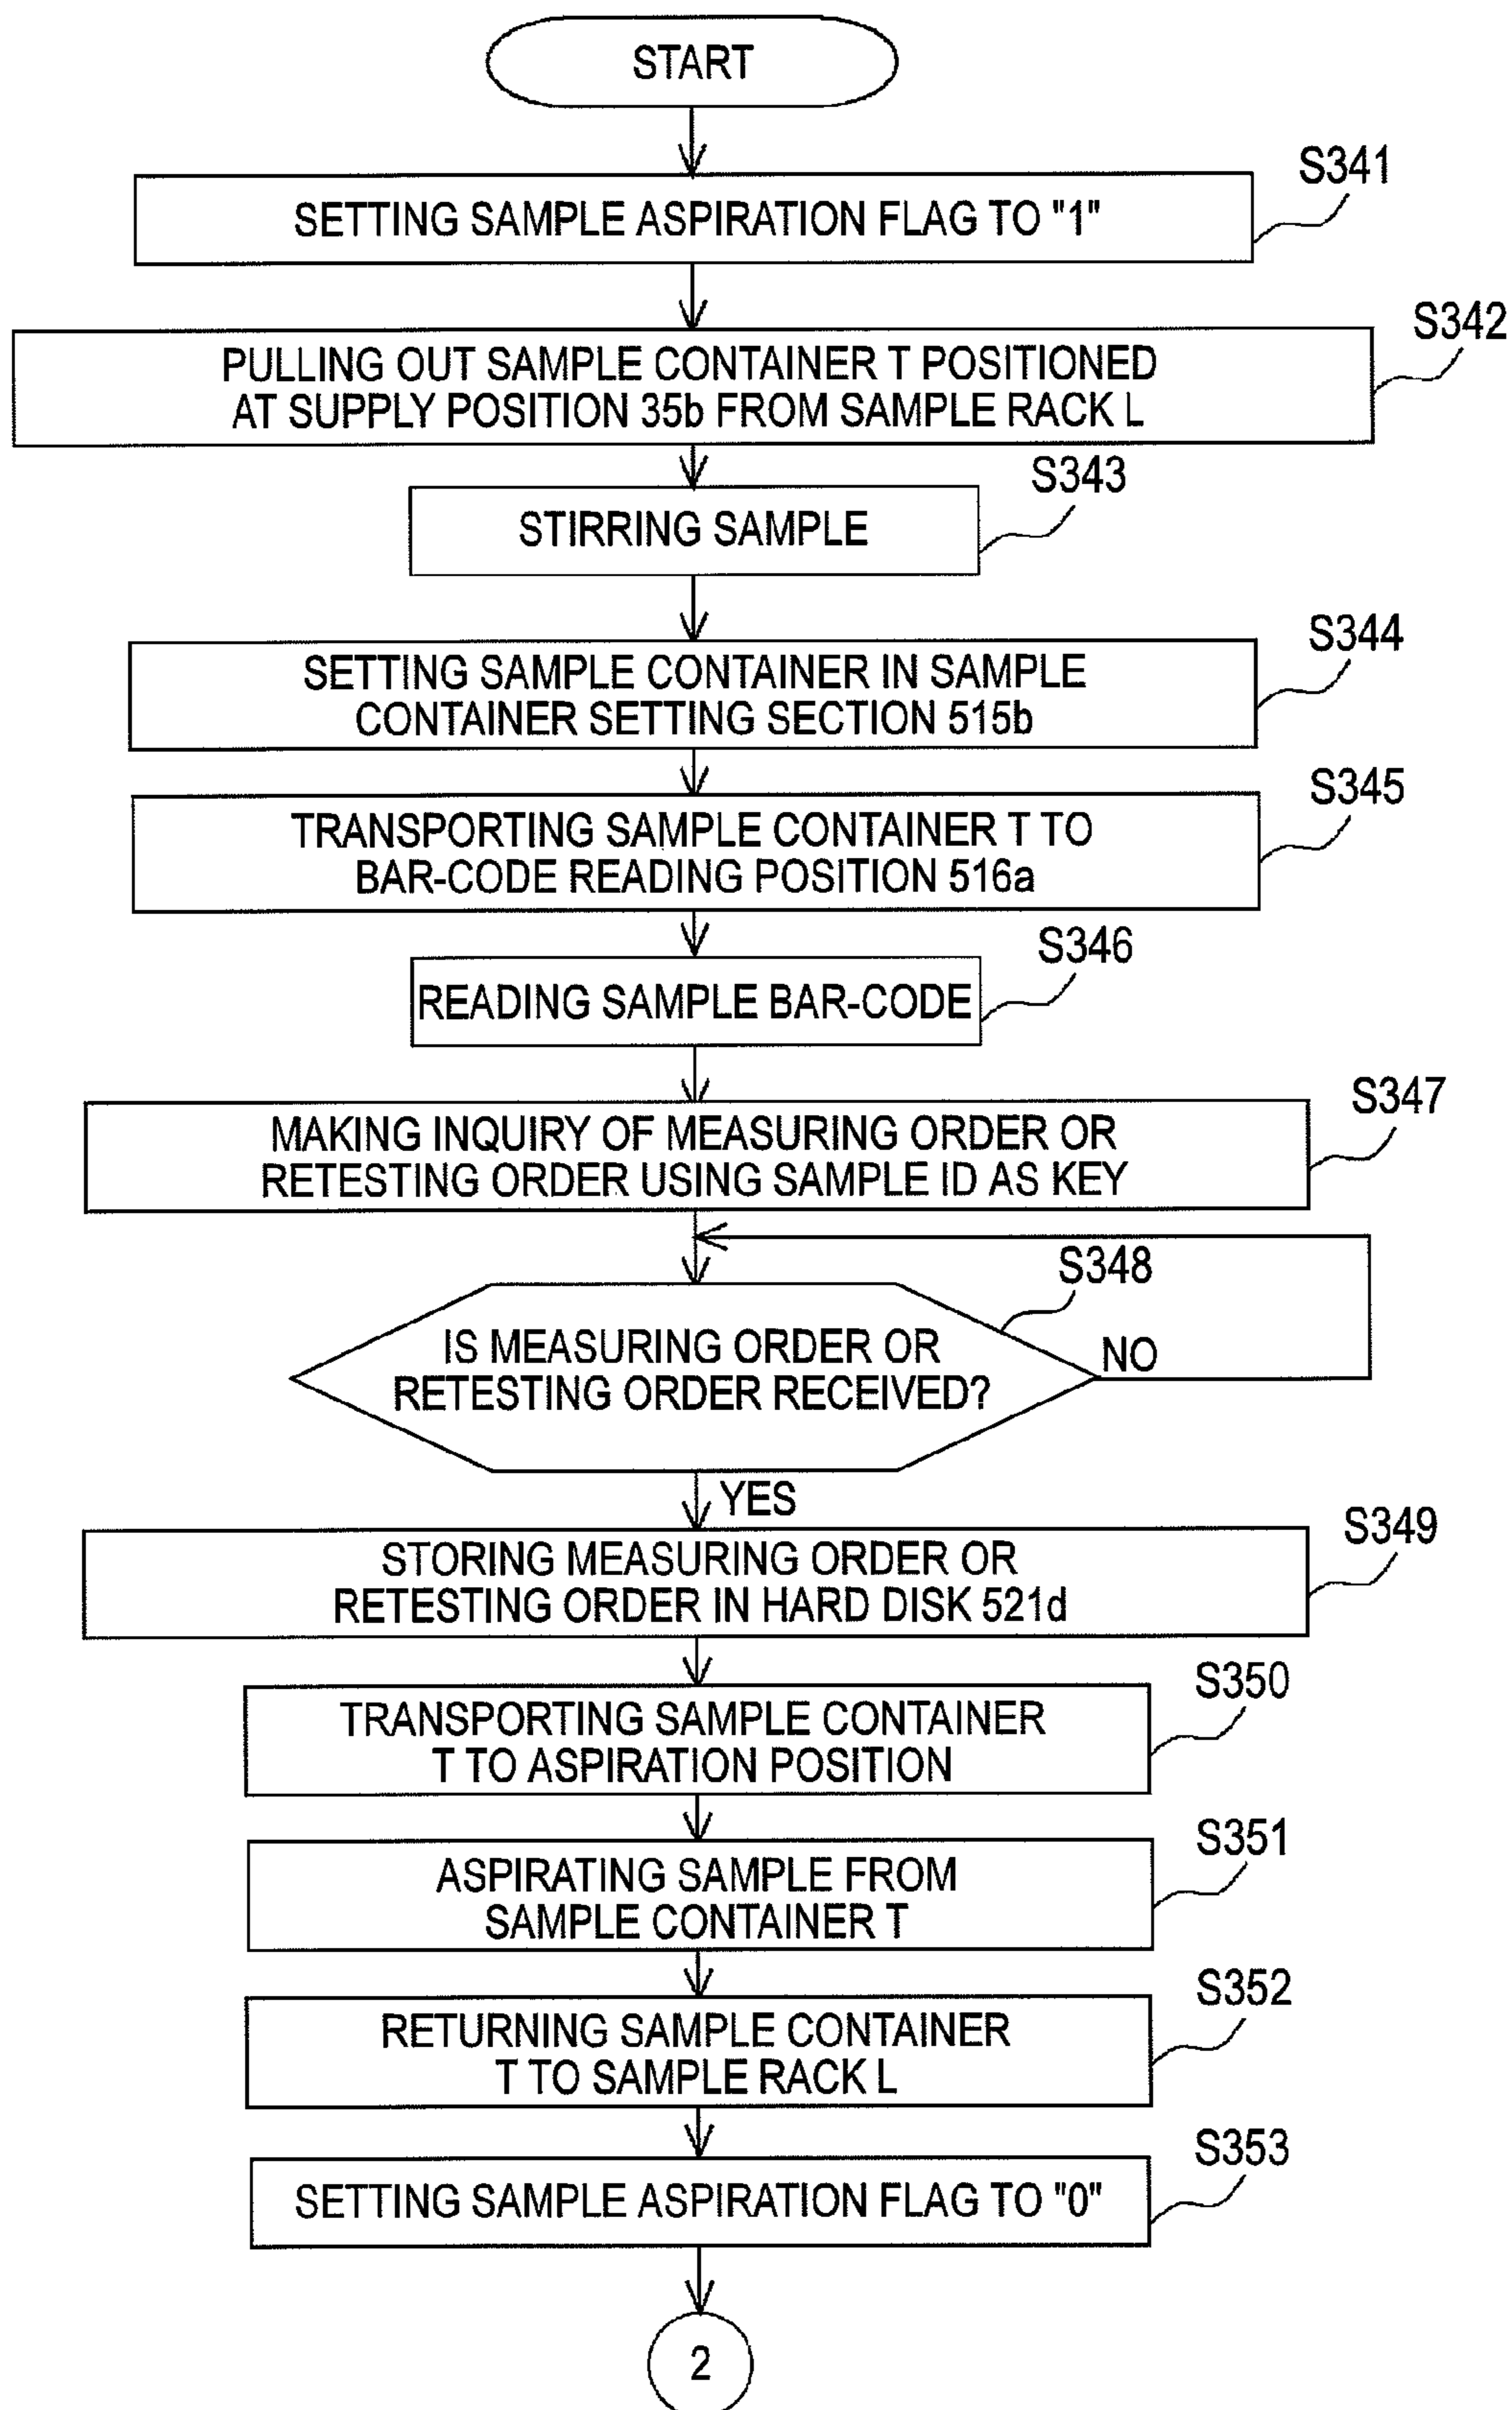 START
S341
SETTING SAMPLE ASPIRATION FLAG TO "1"
S342
PULLING OUT SAMPLE CONTAINER T POSITIONED
AT SUPPLY POSITION 35b FROM SAMPLE RACK L
S343
STIRRING SAMPLE
S344
SETTING SAMPLE CONTAINER IN SAMPLE
CONTAINER SETTING SECTION 515b
S345
TRANSPORTING SAMPLE CONTAINER T TO
BAR-CODE READING POSITION 516a
S346
READING SAMPLE BAR-CODE
S347
MAKING INQUIRY OF MEASURING ORDER OR
RETESTING ORDER USING SAMPLE ID AS KEY
S348
IS MEASURING ORDER OR
RETESTING ORDER RECEIVED?
NO
YES
S349
STORING MEASURING ORDER OR
RETESTING ORDER IN HARD DISK 521d
S350
TRANSPORTING SAMPLE CONTAINER
T TO ASPIRATION POSITION
S351
ASPIRATING SAMPLE FROM
SAMPLE CONTAINER T
S352
RETURNING SAMPLE CONTAINER
T TO SAMPLE RACK L
S353
SETTING SAMPLE ASPIRATION FLAG TO "0"
2